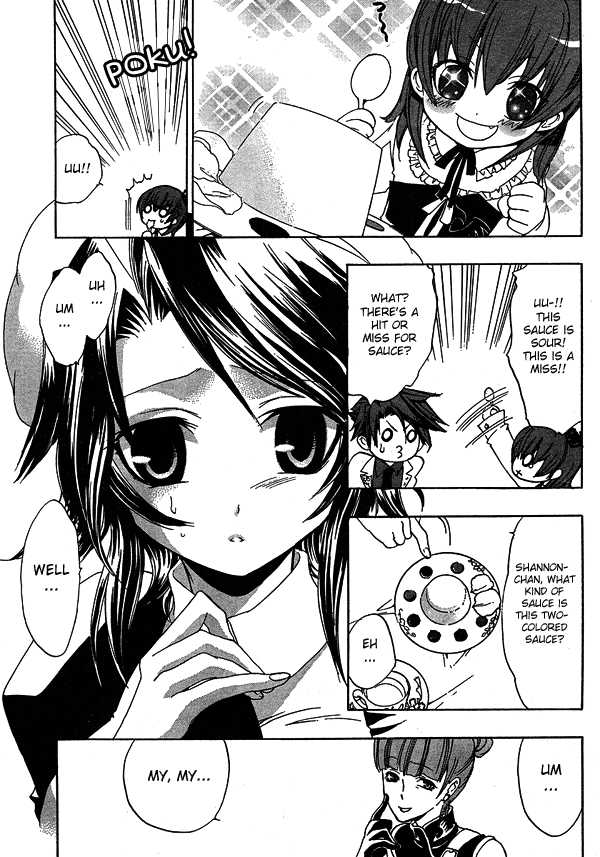 POKU!
UU!!
UU-!!
THIS
SAUCE IS
SOUR!
THIS IS A
MISS!!
WHAT?
THERE'S A
HIT OR
MISS FOR
SAUCE?
SHANNON-
CHAN, WHAT
KIND OF
SAUCE IS
THIS TWO-
COLORED
SAUCE?
EH
...
UH
...
UM
...
WELL
...
UM...
MY, MY...